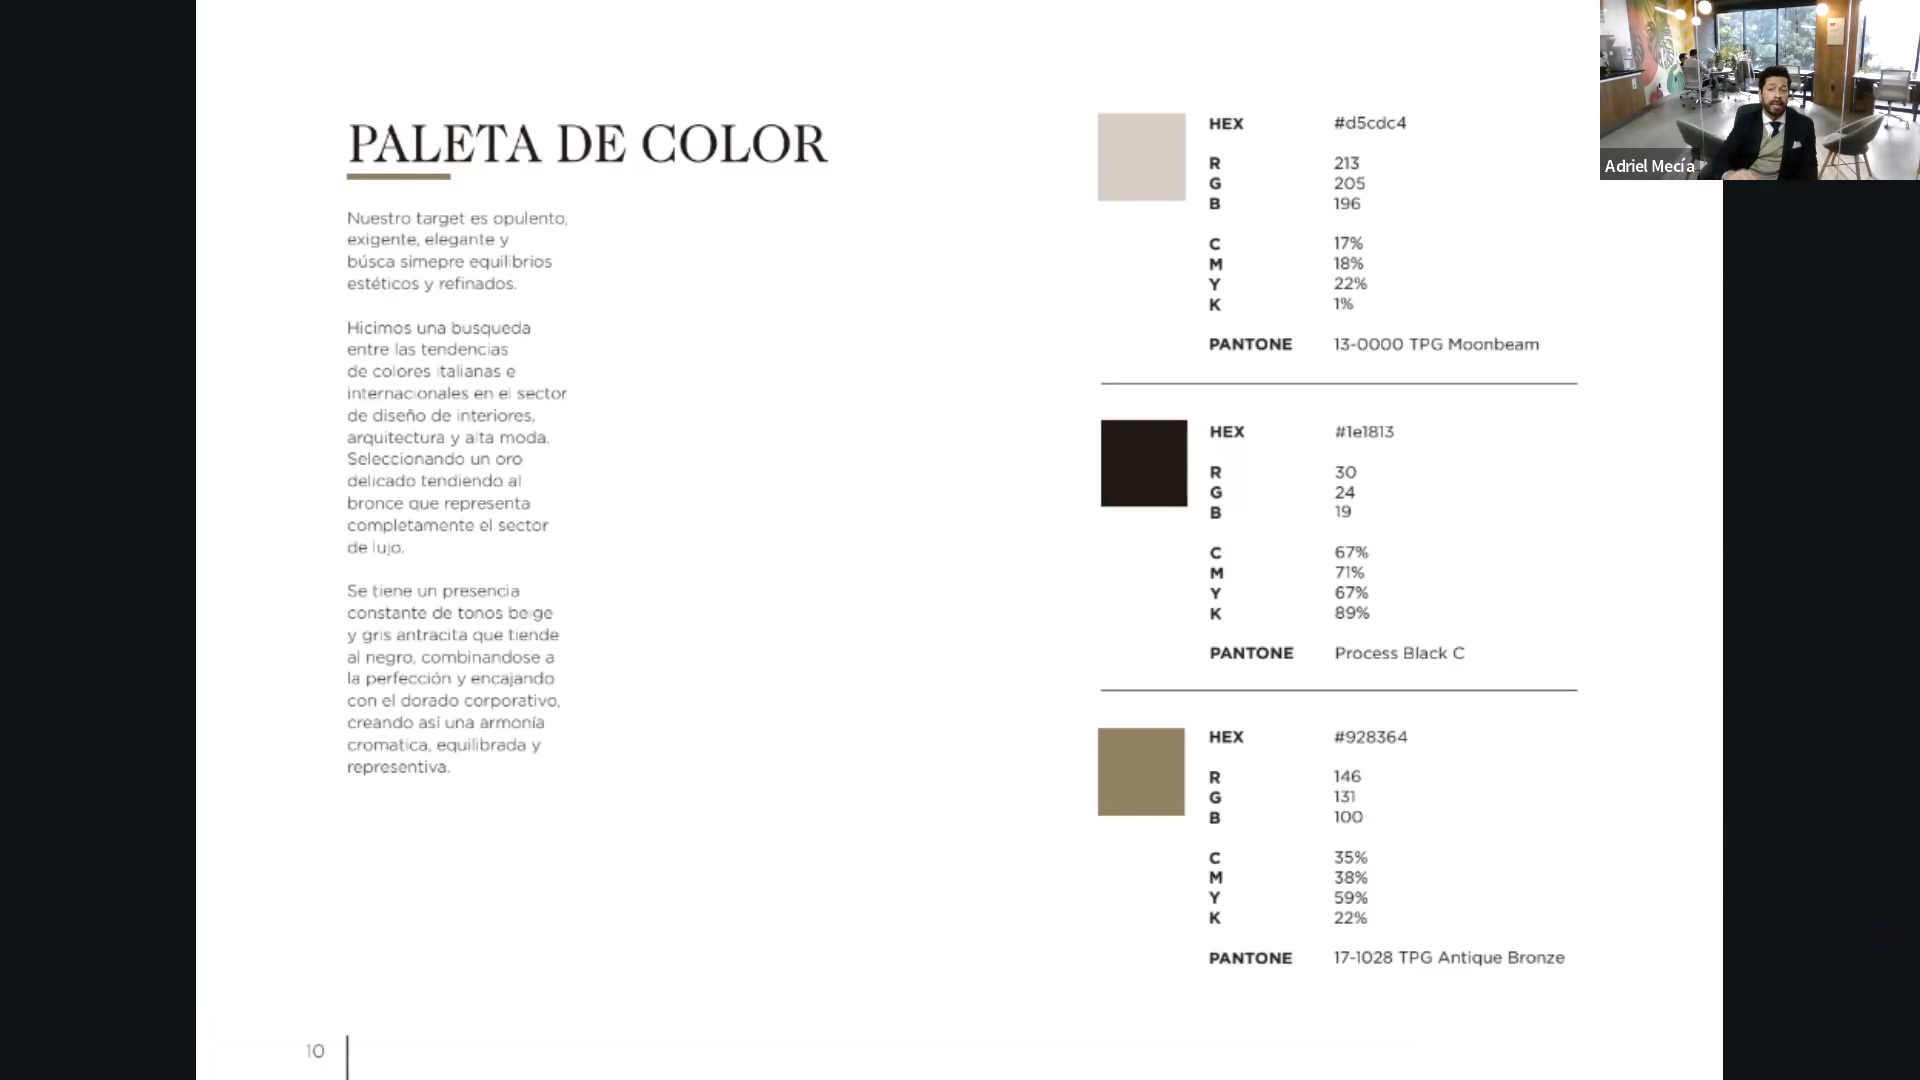 PALETA DE COLOR
Nuestro target es opulento,
exigente, elegante y
búsca simepre equilibrios
estéticos y refinados.
Hicimos una busqueda
entre las tendencias
de colores italianas e
internacionales en el sector
de diseño de interiores,
arquitectura y alta moda.
Seleccionando un oro
delicado tendiendo al
bronce que representa
completamente el sector
de lujo.
Se tiene un presencia
constante de tonos beige
y gris antracita que tiende
al negro, combinandose a
la perfección y encajando
con el dorado corporativo,
creando así una armonía
cromatica, equilibrada y
representiva.
HEX #d5cdc4
R 213
G 205
B 196
C 17%
M 18%
Y 22%
K 1%
PANTONE 13-0000 TPG Moonbeam
HEX #1e1813
R 30
G 24
B 19
C 67%
M 71%
Y 67%
K 89%
PANTONE Process Black C
HEX #928364
R 146
G 131
B 100
C 35%
M 38%
Y 59%
K 22%
PANTONE 17-1028 TPG Antique Bronze
10
Adriel Mecía